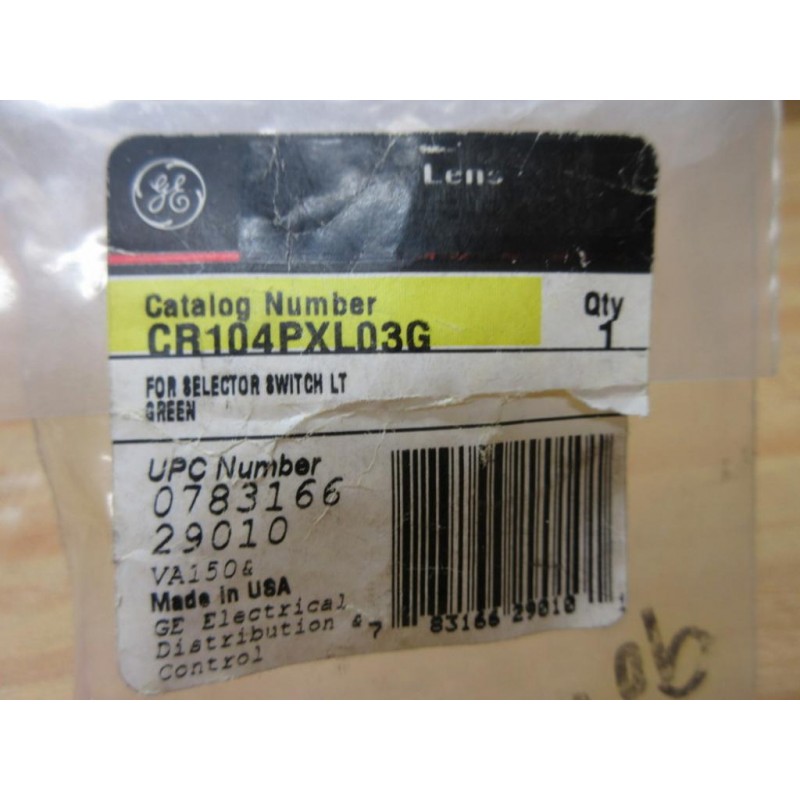 GE
Lens
Catalog Number
CR104PXL03G
Qty
1
FOR SELECTOR SWITCH LT
GREEN
UPC Number
0783166
29010
VA150&
Made in USA
GE Electrical
Distribution &
Control
7 83166 29010 1